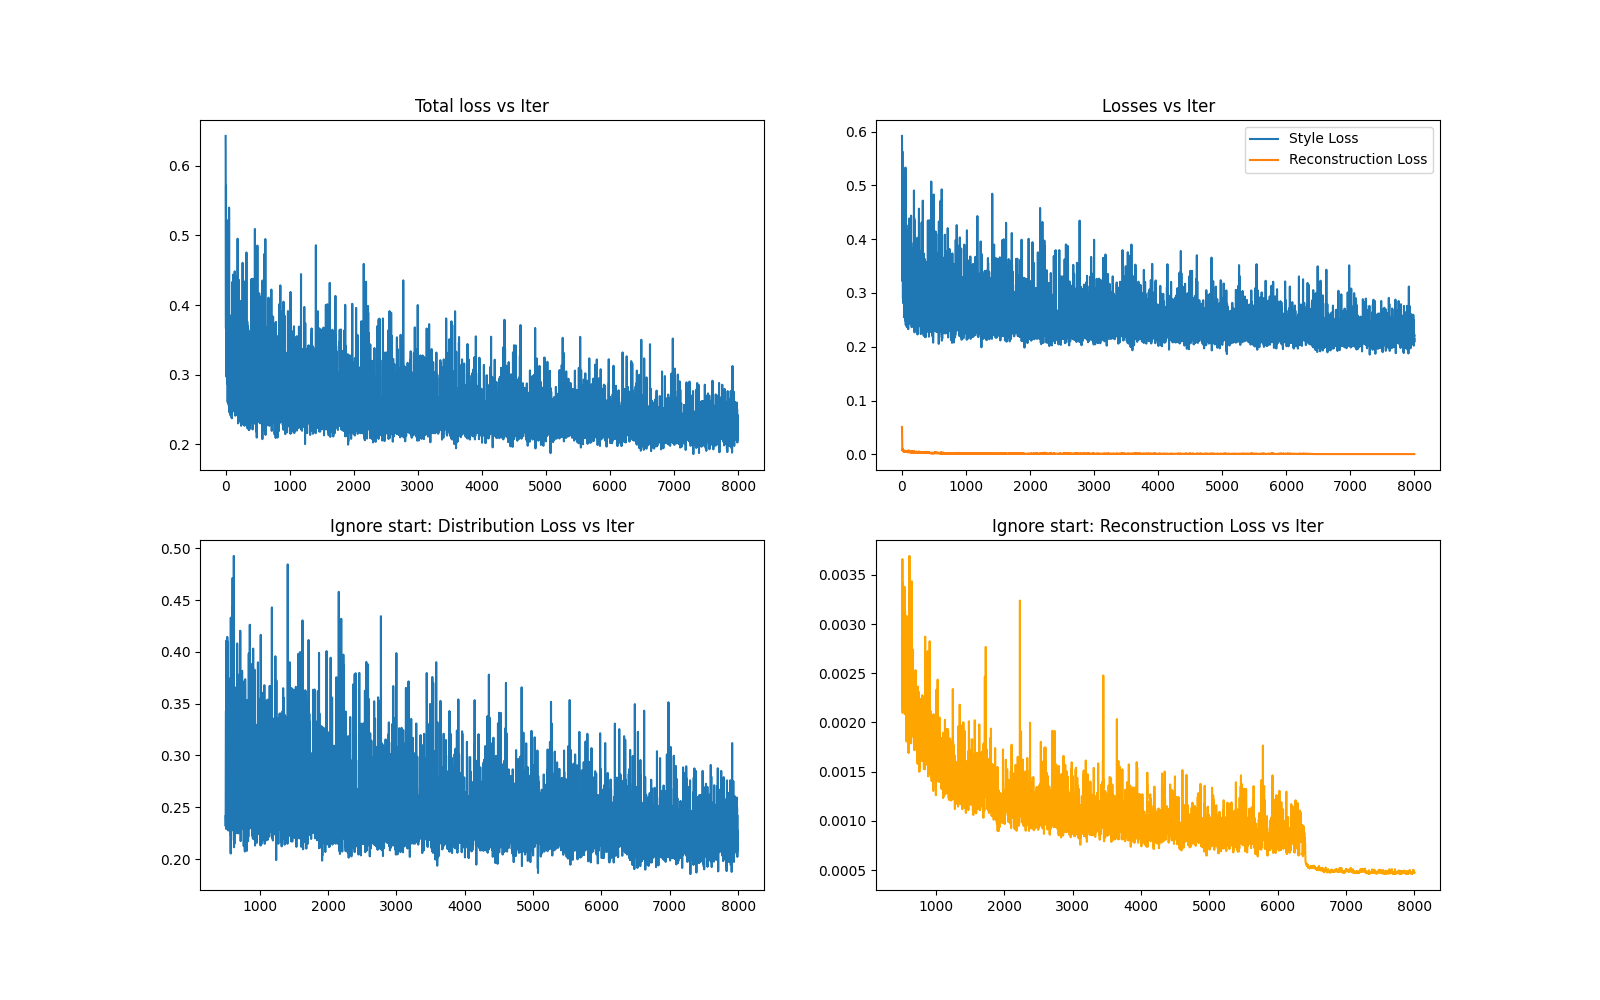 Total loss vs Iter
0.6
0.5
0.4
0.3
0.2
0 1000 2000 3000 4000 5000 6000 7000 8000
Losses vs Iter
Style Loss
Reconstruction Loss
0.6
0.5
0.4
0.3
0.2
0.1
0.0
0 1000 2000 3000 4000 5000 6000 7000 8000
Ignore start: Distribution Loss vs Iter
0.50
0.45
0.40
0.35
0.30
0.25
0.20
1000 2000 3000 4000 5000 6000 7000 8000
Ignore start: Reconstruction Loss vs Iter
0.0035
0.0030
0.0025
0.0020
0.0015
0.0010
0.0005
1000 2000 3000 4000 5000 6000 7000 8000